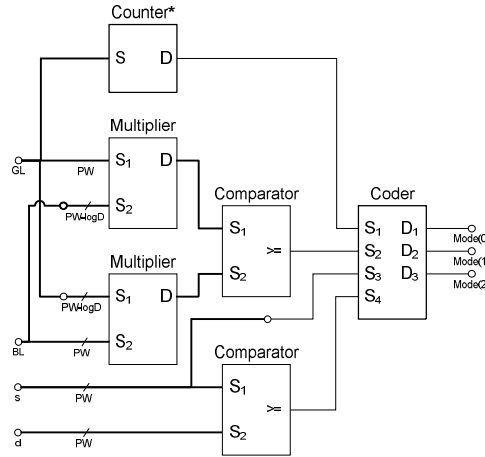 Counter*
S D
Multiplier
GL PW S₁ D
S₂
PW-logD
Comparator
S₁
>=
S₂
Coder
S₁ D₁ Mode(0
S₂ D₂ Mode(1
S₃ D₃ Mode(2
S₄
Multiplier
S₁ D
PW-logD
S₂
BL PW
Comparator
s PW S₁
>=
d PW S₂